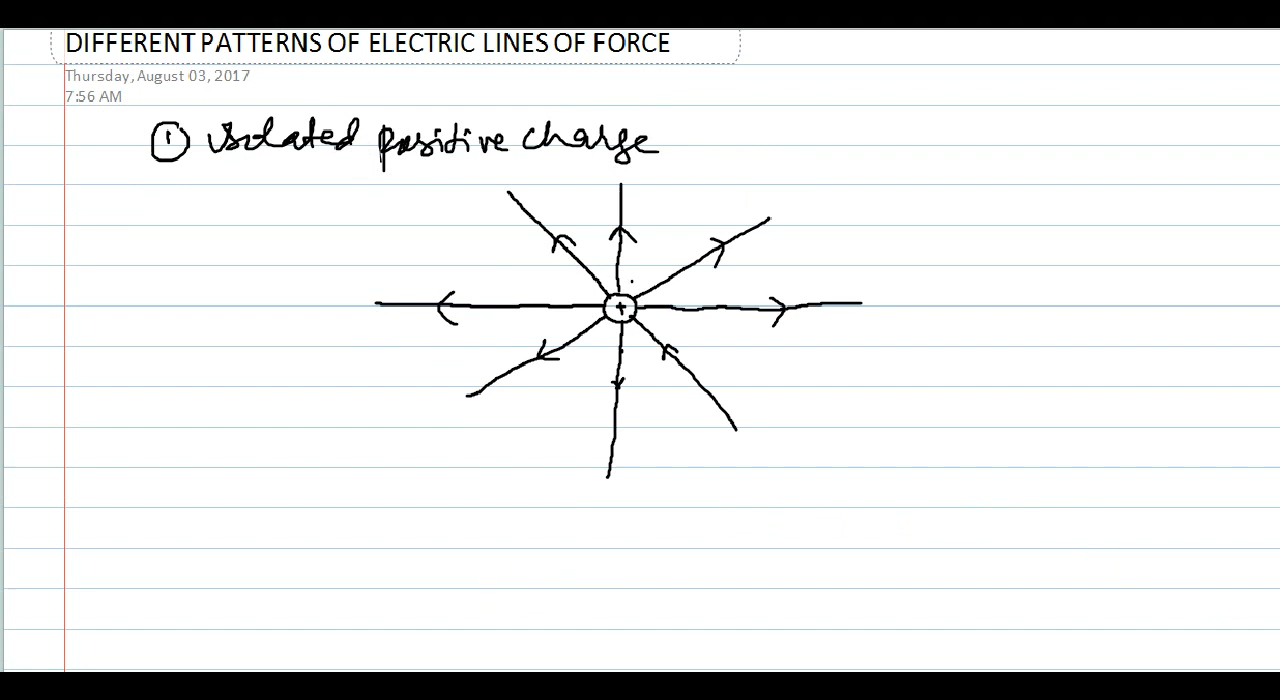 DIFFERENT PATTERNS OF ELECTRIC LINES OF FORCE
Thursday, August 03, 2017
7:56 AM
① isolated positive charge
+